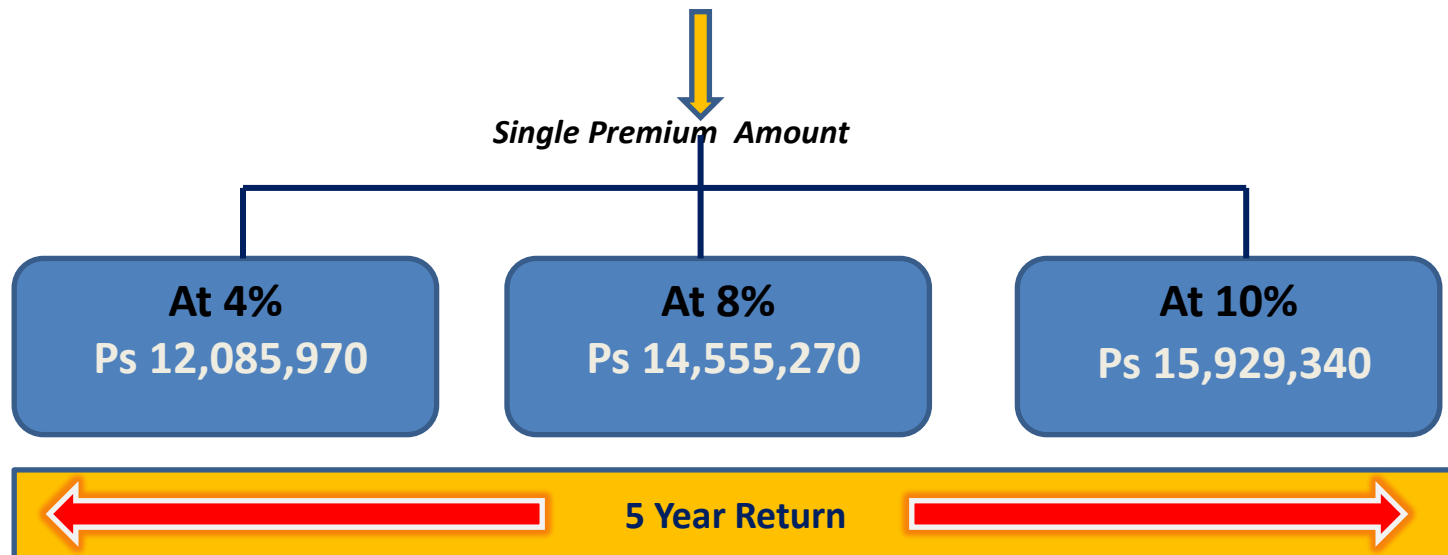 Single Premium Amount
At 4%
Ps 12,085,970
At 8%
Ps 14,555,270
At 10%
Ps 15,929,340
5 Year Return